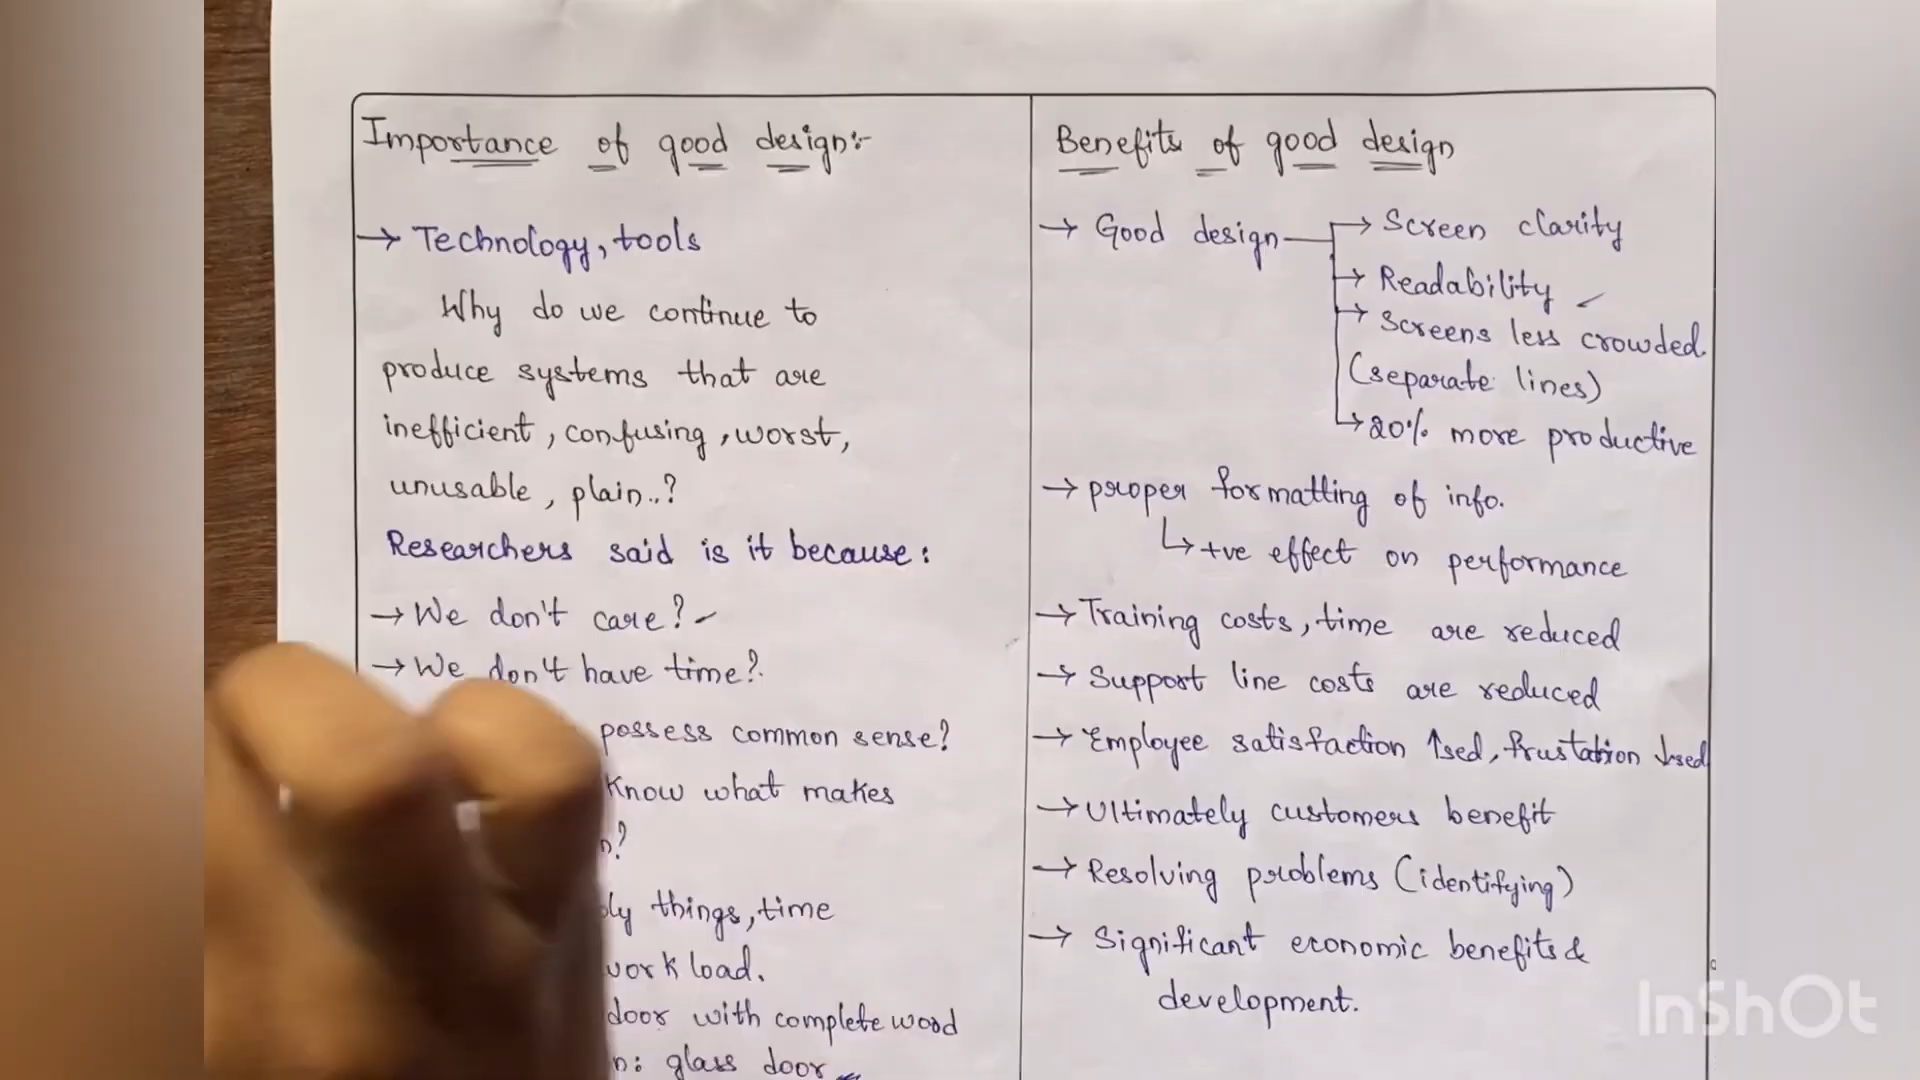 Importance of good design:-
→ Technology, tools
Why do we continue to
produce systems that are
inefficient, confusing, worst,
unusable, plain..?
Researchers said is it because:
→ We don't care?
→ We don't have time?
possess common sense?
know what makes
things, time
work load.
door with complete wood
glass door
Benefits of good design
→ Good design → Screen clarity
→ Readability
→ Screens less crowded.
(separate lines)
→ 20% more productive
→ proper formatting of info.
↳ +ve effect on performance
→ Training costs, time are reduced
→ Support line costs are reduced
→ Employee satisfaction ↑sed, frustation ↓sed
→ Ultimately customers benefit
→ Resolving problems (identifying)
→ Significant economic benefits &
development.
InShOt